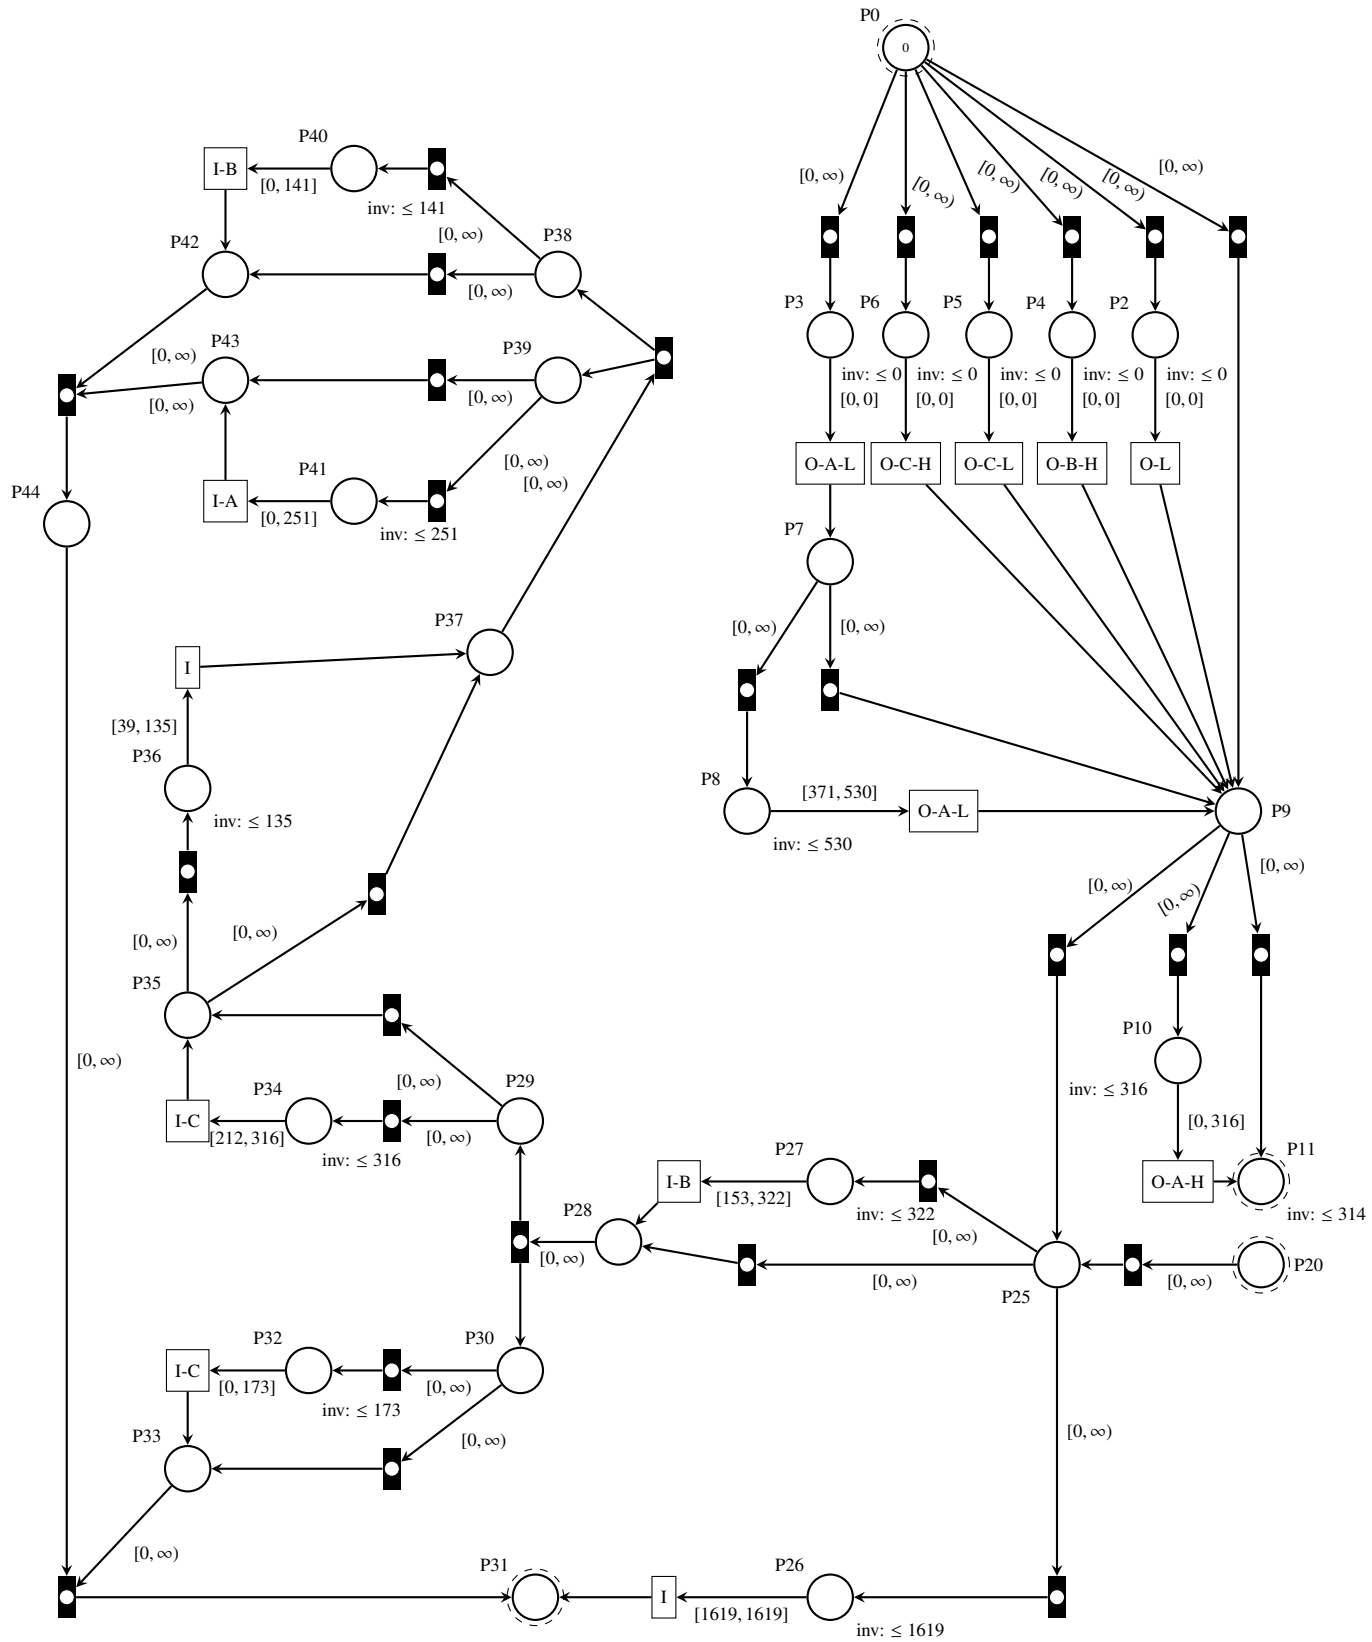 P0
0
P40
I-B
[0, 141]
inv: ≤ 141
[0, ∞)
[0, ∞)
[0, ∞)
[0, ∞)
[0, ∞)
[0, ∞)
P42
[0, ∞)
P38
[0, ∞)
P3
P6
P5
P4
P2
P43
[0, ∞)
P39
[0, ∞)
[0, ∞)
inv: ≤ 0
inv: ≤ 0
inv: ≤ 0
inv: ≤ 0
inv: ≤ 0
[0, 0]
[0, 0]
[0, 0]
[0, 0]
[0, 0]
P41
[0, ∞)
[0, ∞)
O-A-L
O-C-H
O-C-L
O-B-H
O-L
P44
I-A
[0, 251]
inv: ≤ 251
P7
P37
[0, ∞)
[0, ∞)
I
[39, 135]
P36
inv: ≤ 135
P8
[371, 530]
O-A-L
P9
inv: ≤ 530
[0, ∞)
[0, ∞)
[0, ∞)
[0, ∞)
[0, ∞)
P35
[0, ∞)
P10
inv: ≤ 316
P34
[0, ∞)
P29
I-C
[212, 316]
inv: ≤ 316
[0, ∞)
[0, 316]
P27
P11
I-B
[153, 322]
inv: ≤ 322
O-A-H
inv: ≤ 314
P28
[0, ∞)
[0, ∞)
[0, ∞)
P25
[0, ∞)
P20
P32
P30
I-C
[0, 173]
inv: ≤ 173
[0, ∞)
P33
[0, ∞)
[0, ∞)
[0, ∞)
P31
P26
I
[1619, 1619]
inv: ≤ 1619